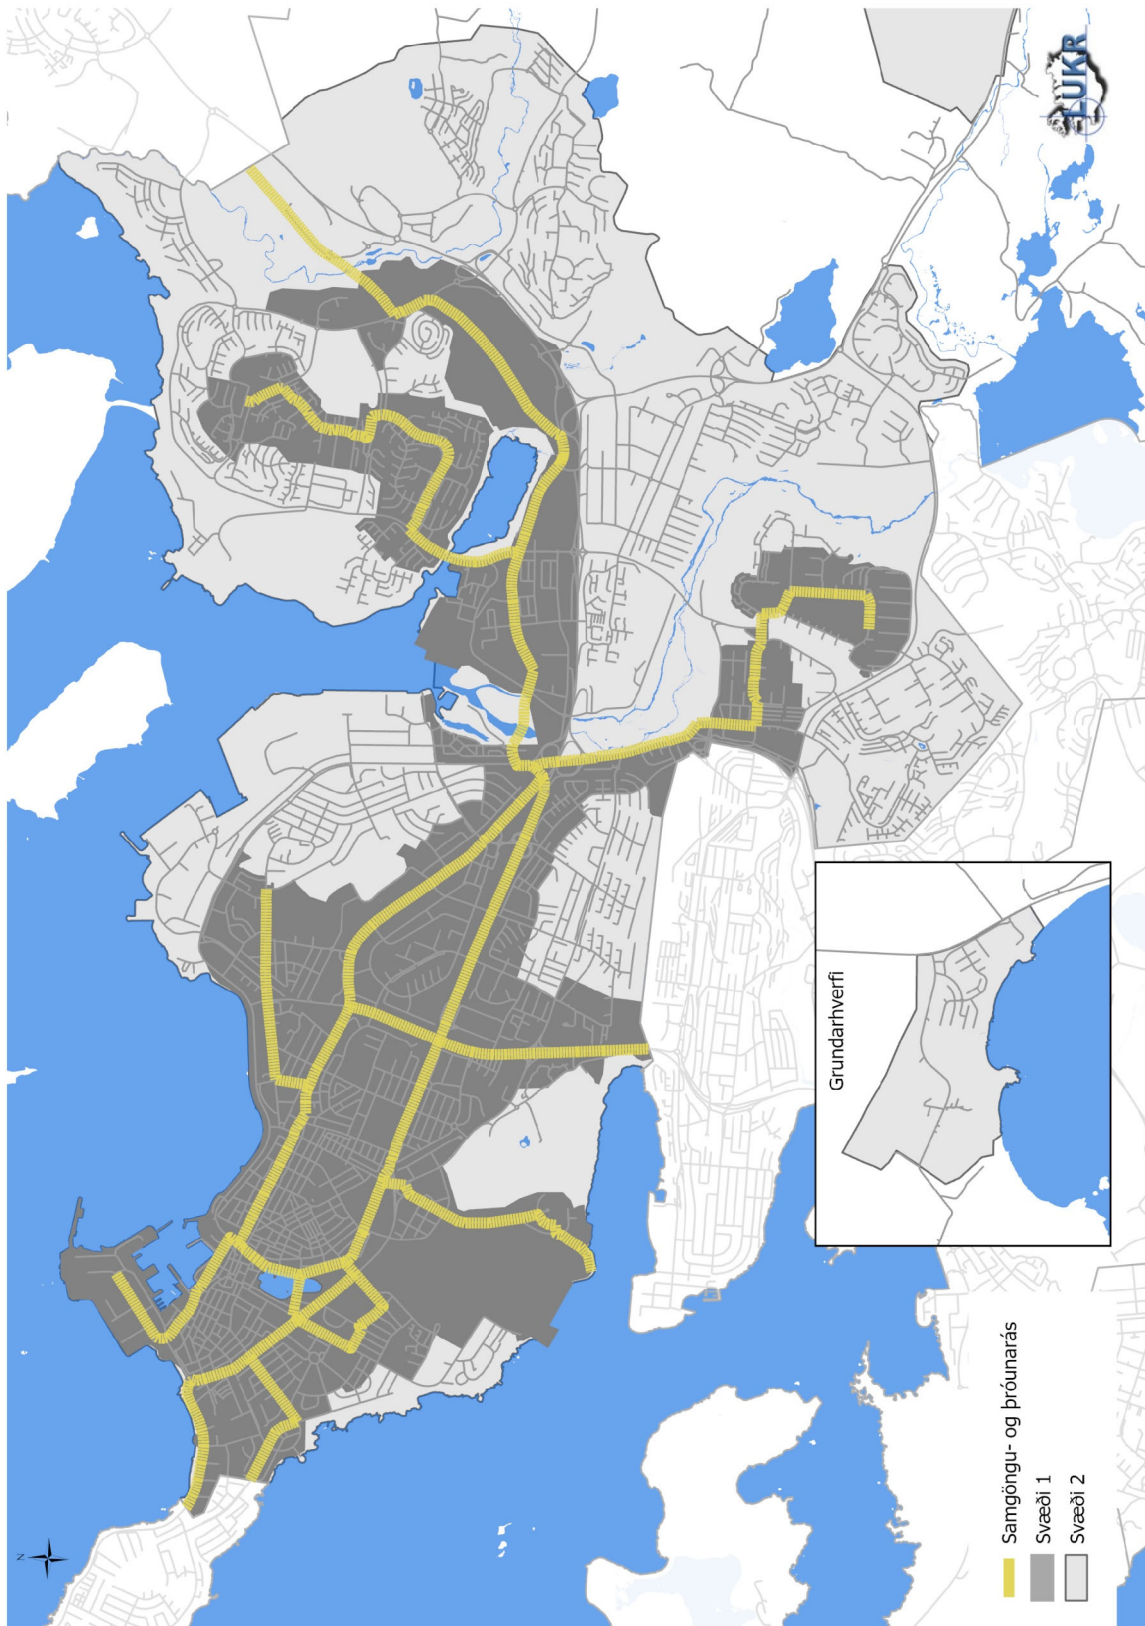 N
LUKR
Grundarhverfi
Samgöngu- og þróunarás
Svæði 1
Svæði 2